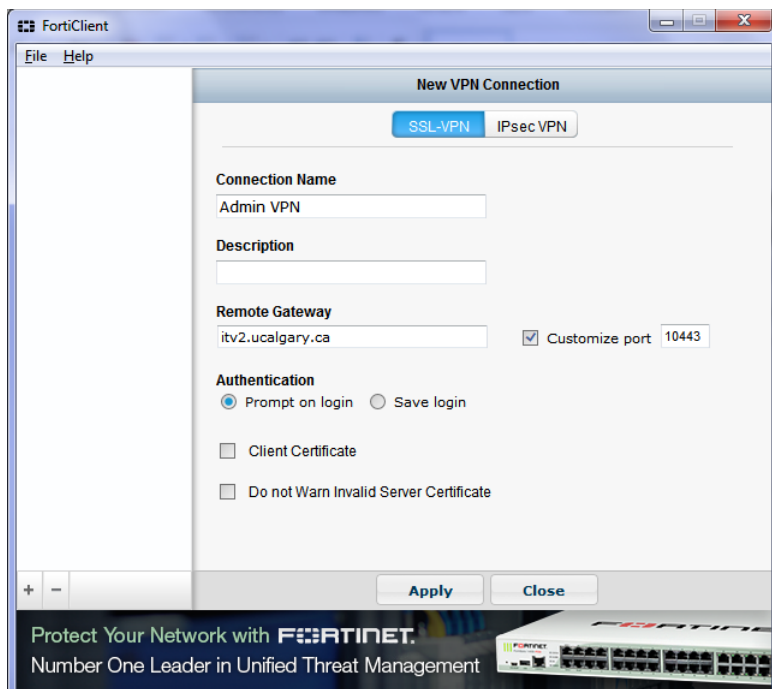 FortiClient
File Help
New VPN Connection
SSL-VPN IPsec VPN
Connection Name
Admin VPN
Description
Remote Gateway
itv2.ucalgary.ca Customize port 10443
Authentication
Prompt on login Save login
Client Certificate
Do not Warn Invalid Server Certificate
+ − Apply Close
Protect Your Network with FORTINET.
Number One Leader in Unified Threat Management
FORTINET
FORTINET